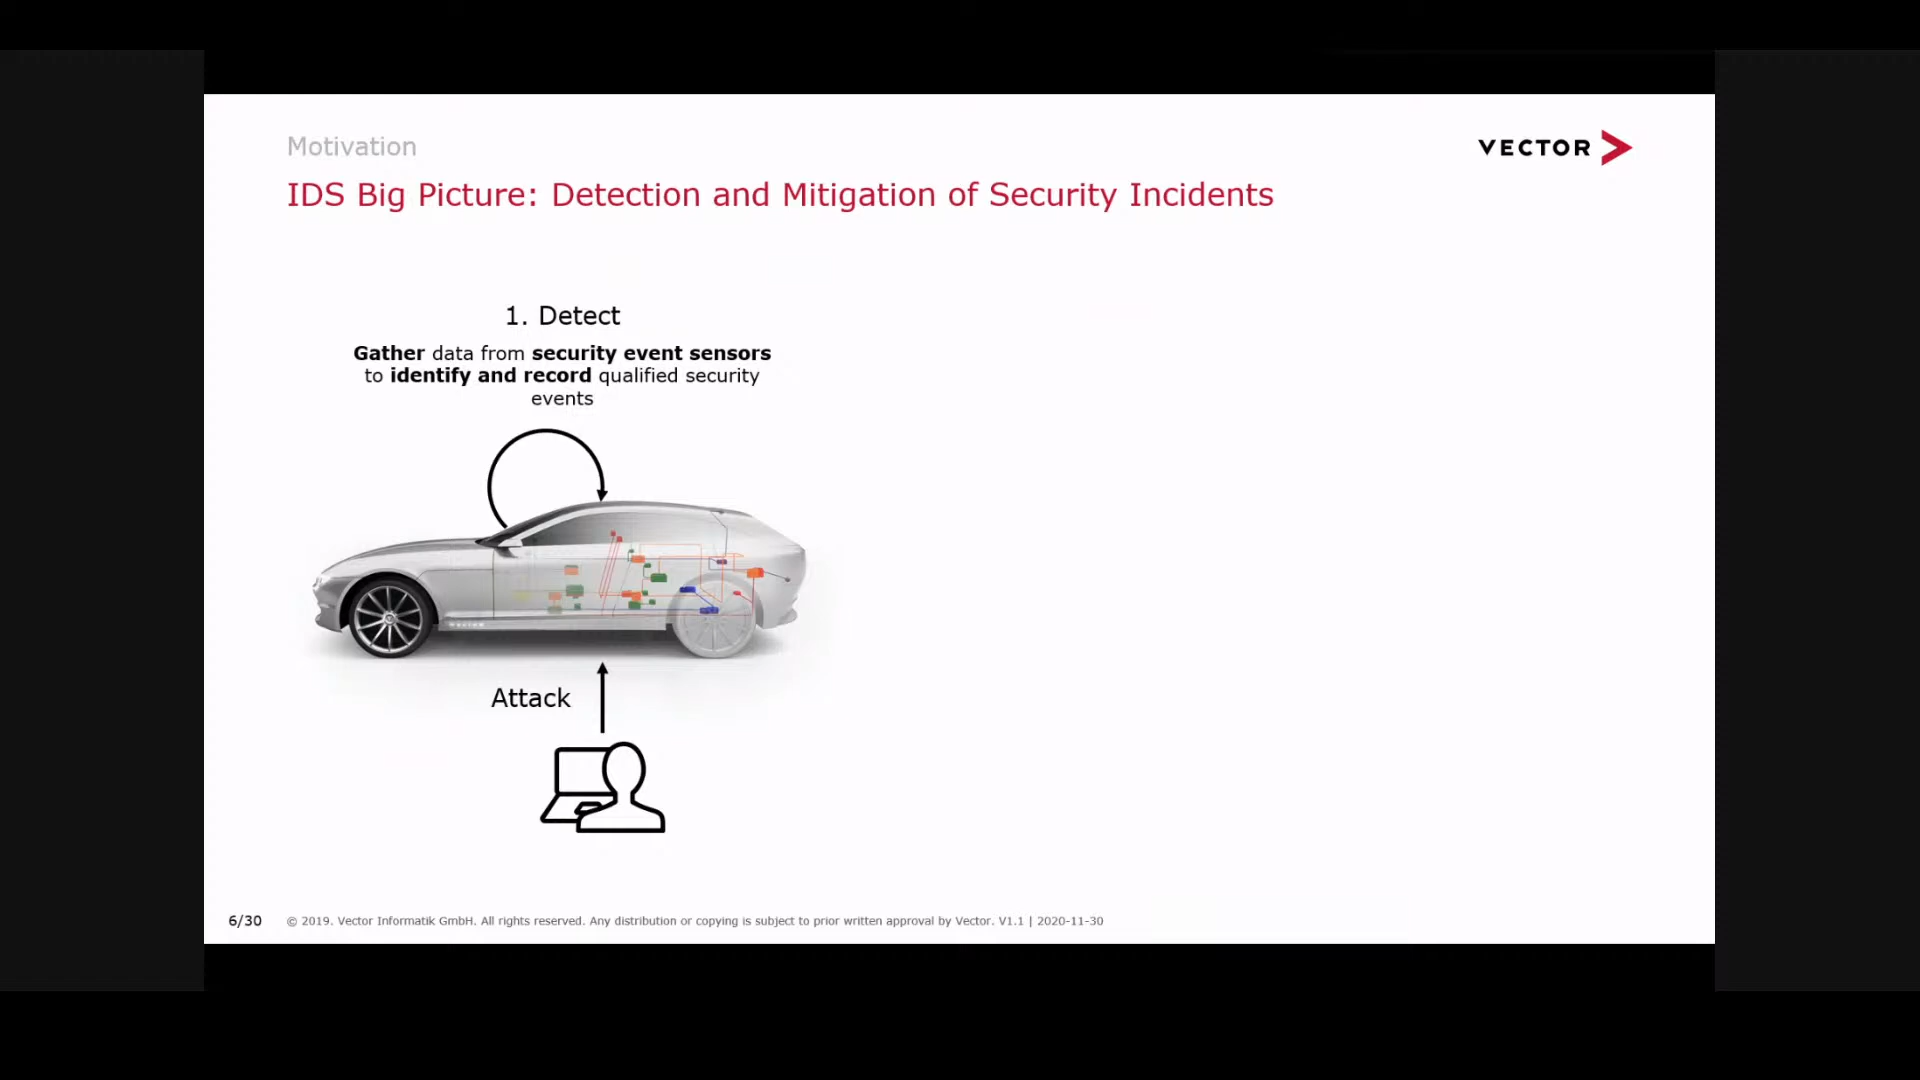 Motivation
VECTOR
IDS Big Picture: Detection and Mitigation of Security Incidents
1. Detect
Gather data from security event sensors
to identify and record qualified security
events
VECTOR
Attack
6/30
© 2019. Vector Informatik GmbH. All rights reserved. Any distribution or copying is subject to prior written approval by Vector. V1.1 | 2020-11-30